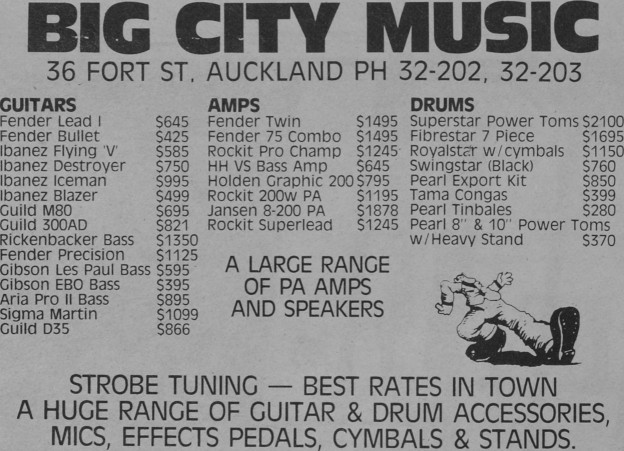 BIG CITY MUSIC
36 FORT ST, AUCKLAND PH 32-202, 32-203
GUITARS
Fender Lead I $645
Fender Bullet $425
Ibanez Flying 'V' $585
Ibanez Destroyer $750
Ibanez Iceman $995
Ibanez Blazer $499
Guild M80 $695
Guild 300AD $821
Rickenbacker Bass $1350
Fender Precision $1125
Gibson Les Paul Bass $595
Gibson EBO Bass $395
Aria Pro II Bass $895
Sigma Martin $1099
Guild D35 $866
AMPS
Fender Twin $1495
Fender 75 Combo $1495
Rockit Pro Champ $1245
HH VS Bass Amp $645
Holden Graphic 200 $795
Rockit 200w PA $1195
Jansen 8-200 PA $1878
Rockit Superlead $1245
A LARGE RANGE
OF PA AMPS
AND SPEAKERS
DRUMS
Superstar Power Toms $2100
Fibrestar 7 Piece $1695
Royalstar w/cymbals $1150
Swingstar (Black) $760
Pearl Export Kit $850
Tama Congas $399
Pearl Tinbales $280
Pearl 8" & 10" Power Toms
w/Heavy Stand $370
STROBE TUNING — BEST RATES IN TOWN
A HUGE RANGE OF GUITAR & DRUM ACCESSORIES,
MICS, EFFECTS PEDALS, CYMBALS & STANDS.